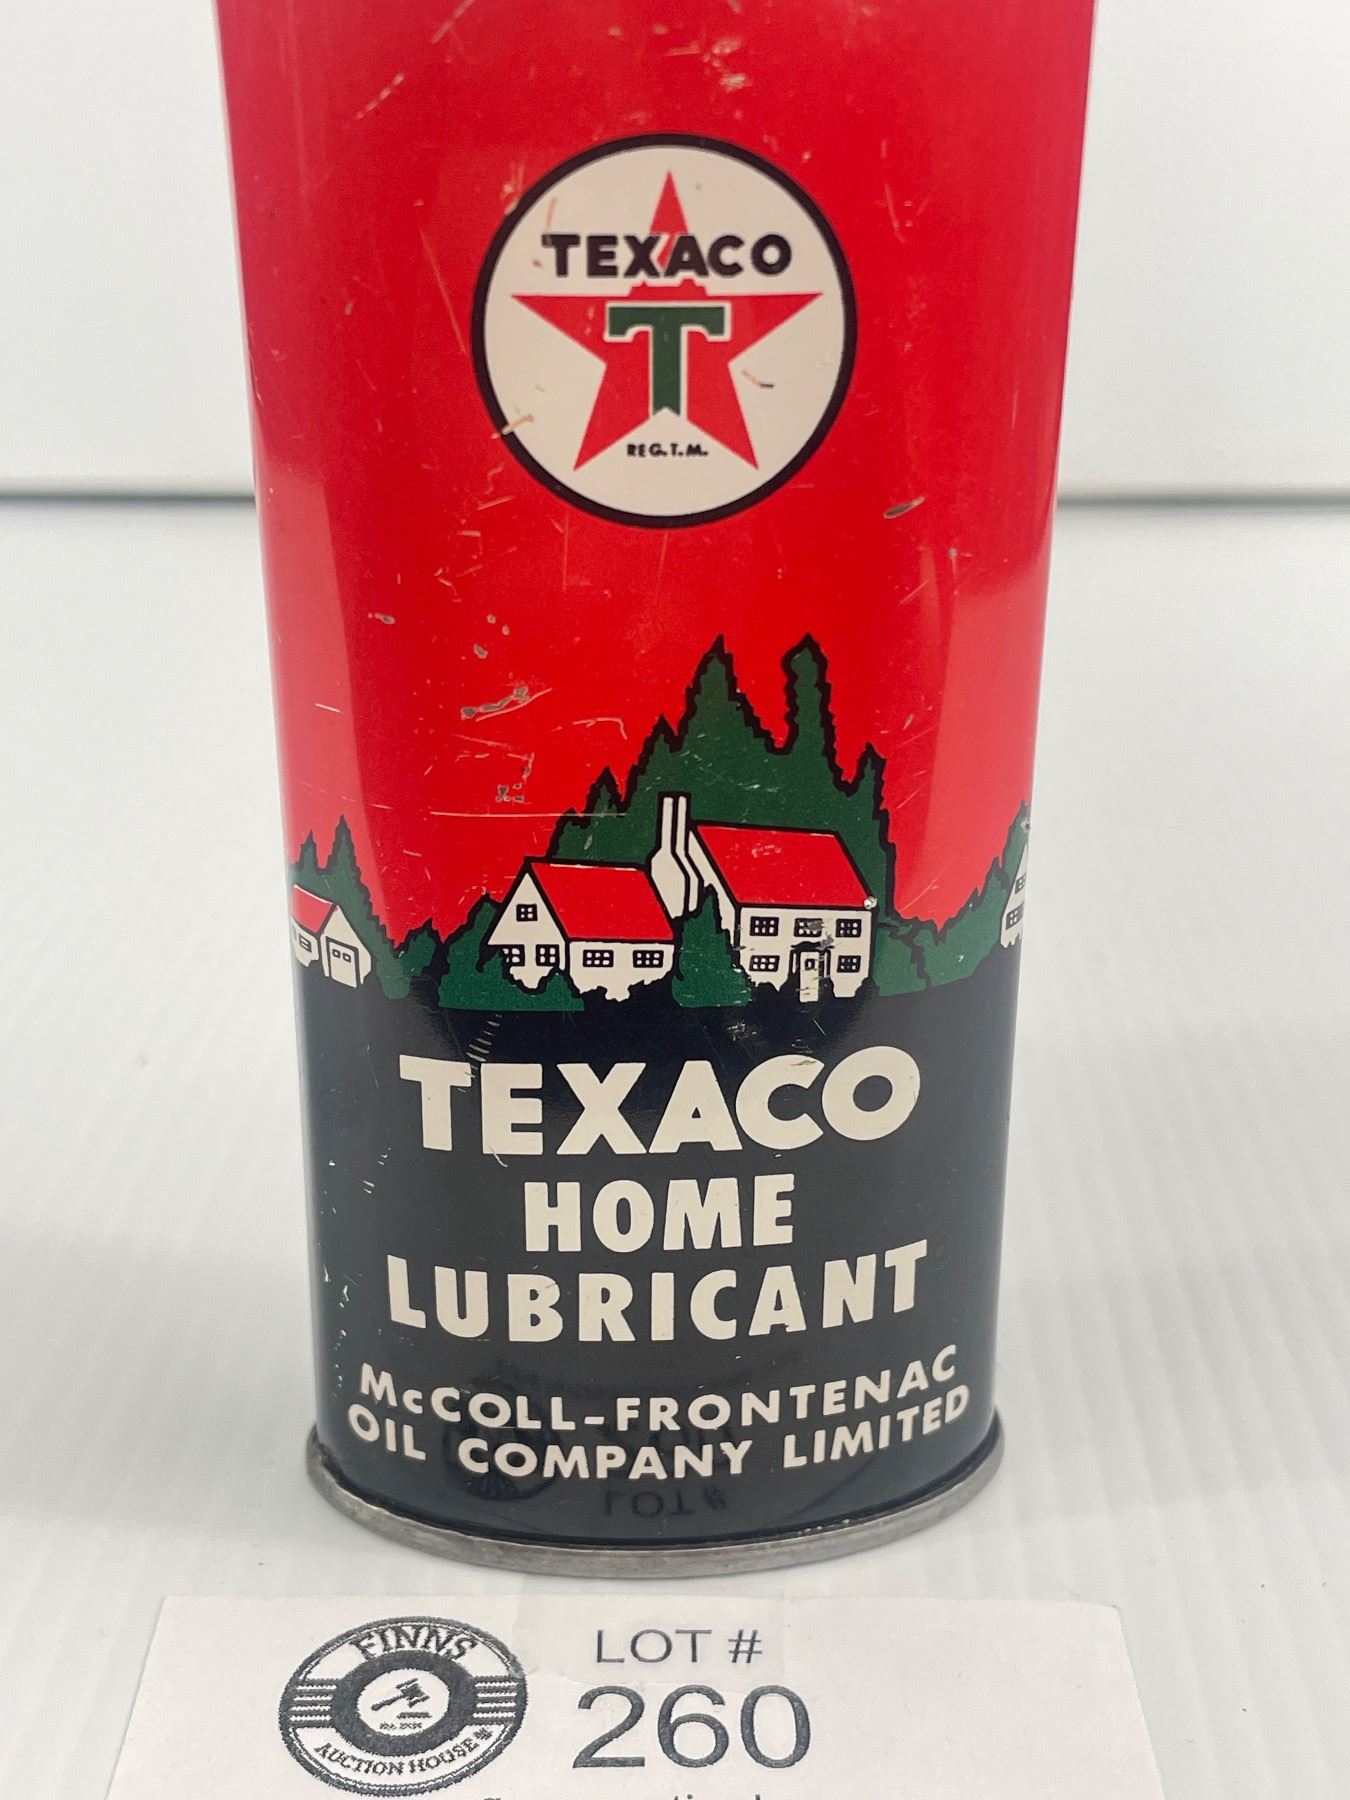 TEXACO
T
REG.T.M.
TEXACO
HOME
LUBRICANT
McCOLL-FRONTENAC
OIL COMPANY LIMITED
FINNS
AUCTION HOUSE
LOT #
260